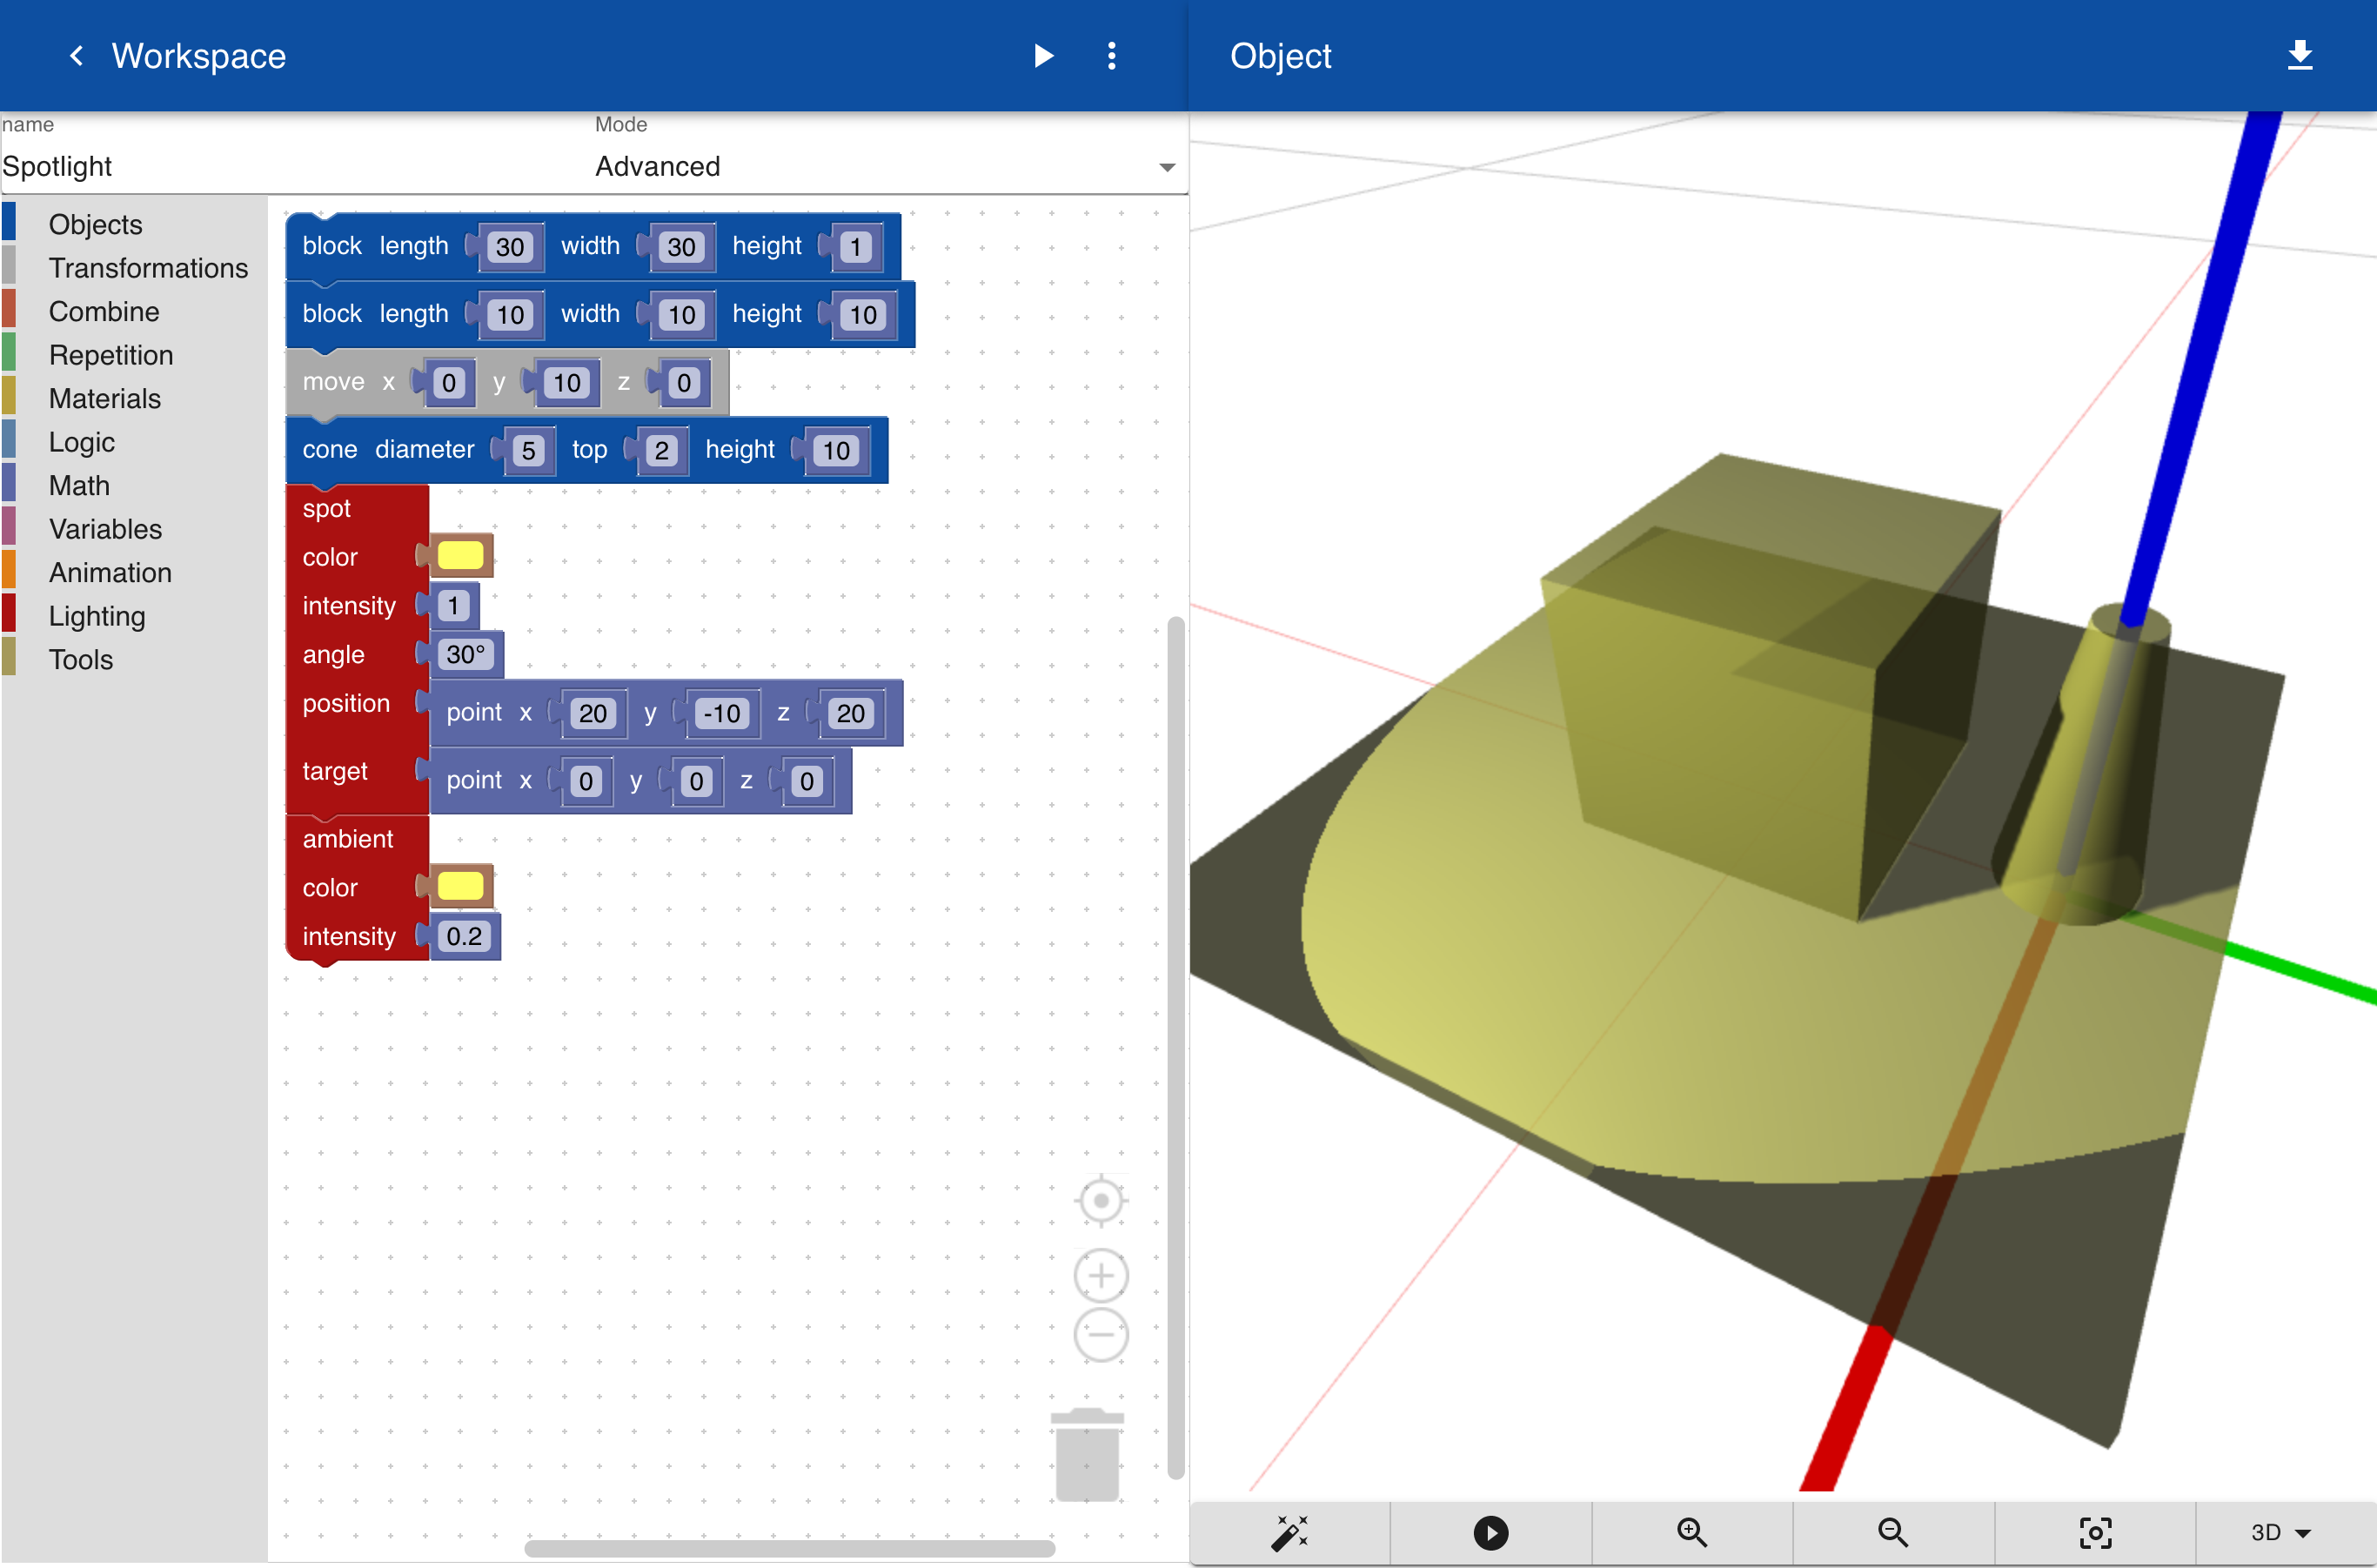 Workspace
Object
name
Mode
Spotlight
Advanced
Objects
Transformations
Combine
Repetition
Materials
Logic
Math
Variables
Animation
Lighting
Tools
block length 30 width 30 height 1
block length 10 width 10 height 10
move x 0 y 10 z 0
cone diameter 5 top 2 height 10
spot
color
intensity 1
angle 30°
position point x 20 y -10 z 20
target point x 0 y 0 z 0
ambient
color
intensity 0.2
3D